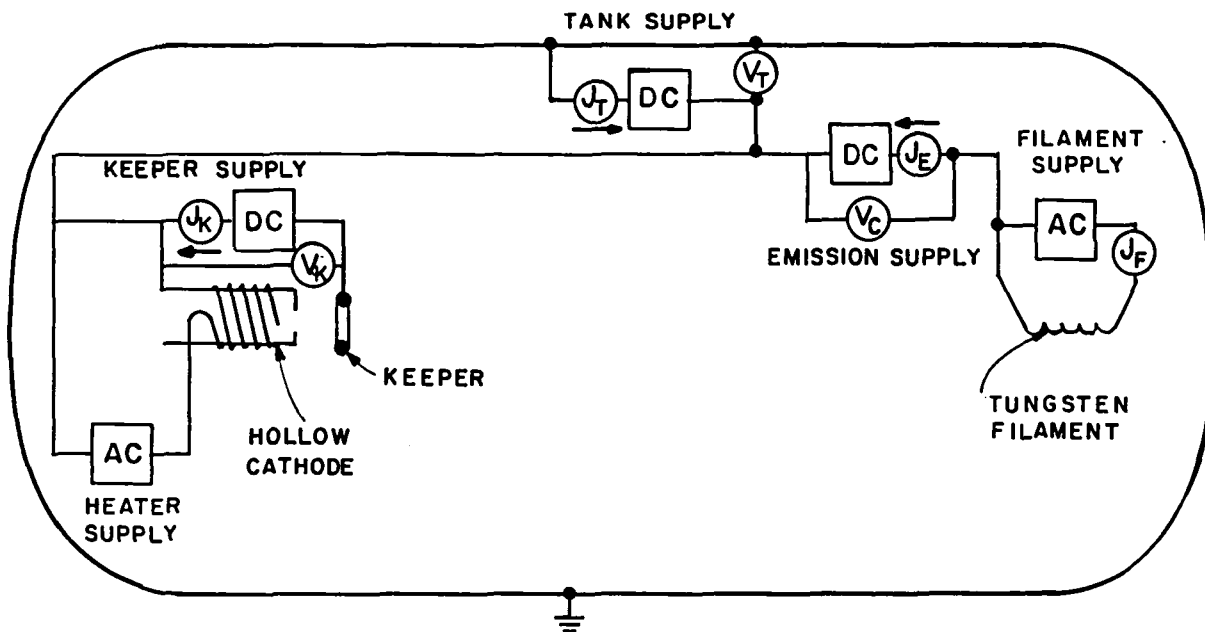 TANK SUPPLY
V_T
J_T
DC
FILAMENT
SUPPLY
DC
J_E
KEEPER SUPPLY
J_K
DC
V_C
AC
EMISSION SUPPLY
J_F
V_K
KEEPER
TUNGSTEN
FILAMENT
HOLLOW
CATHODE
AC
HEATER
SUPPLY